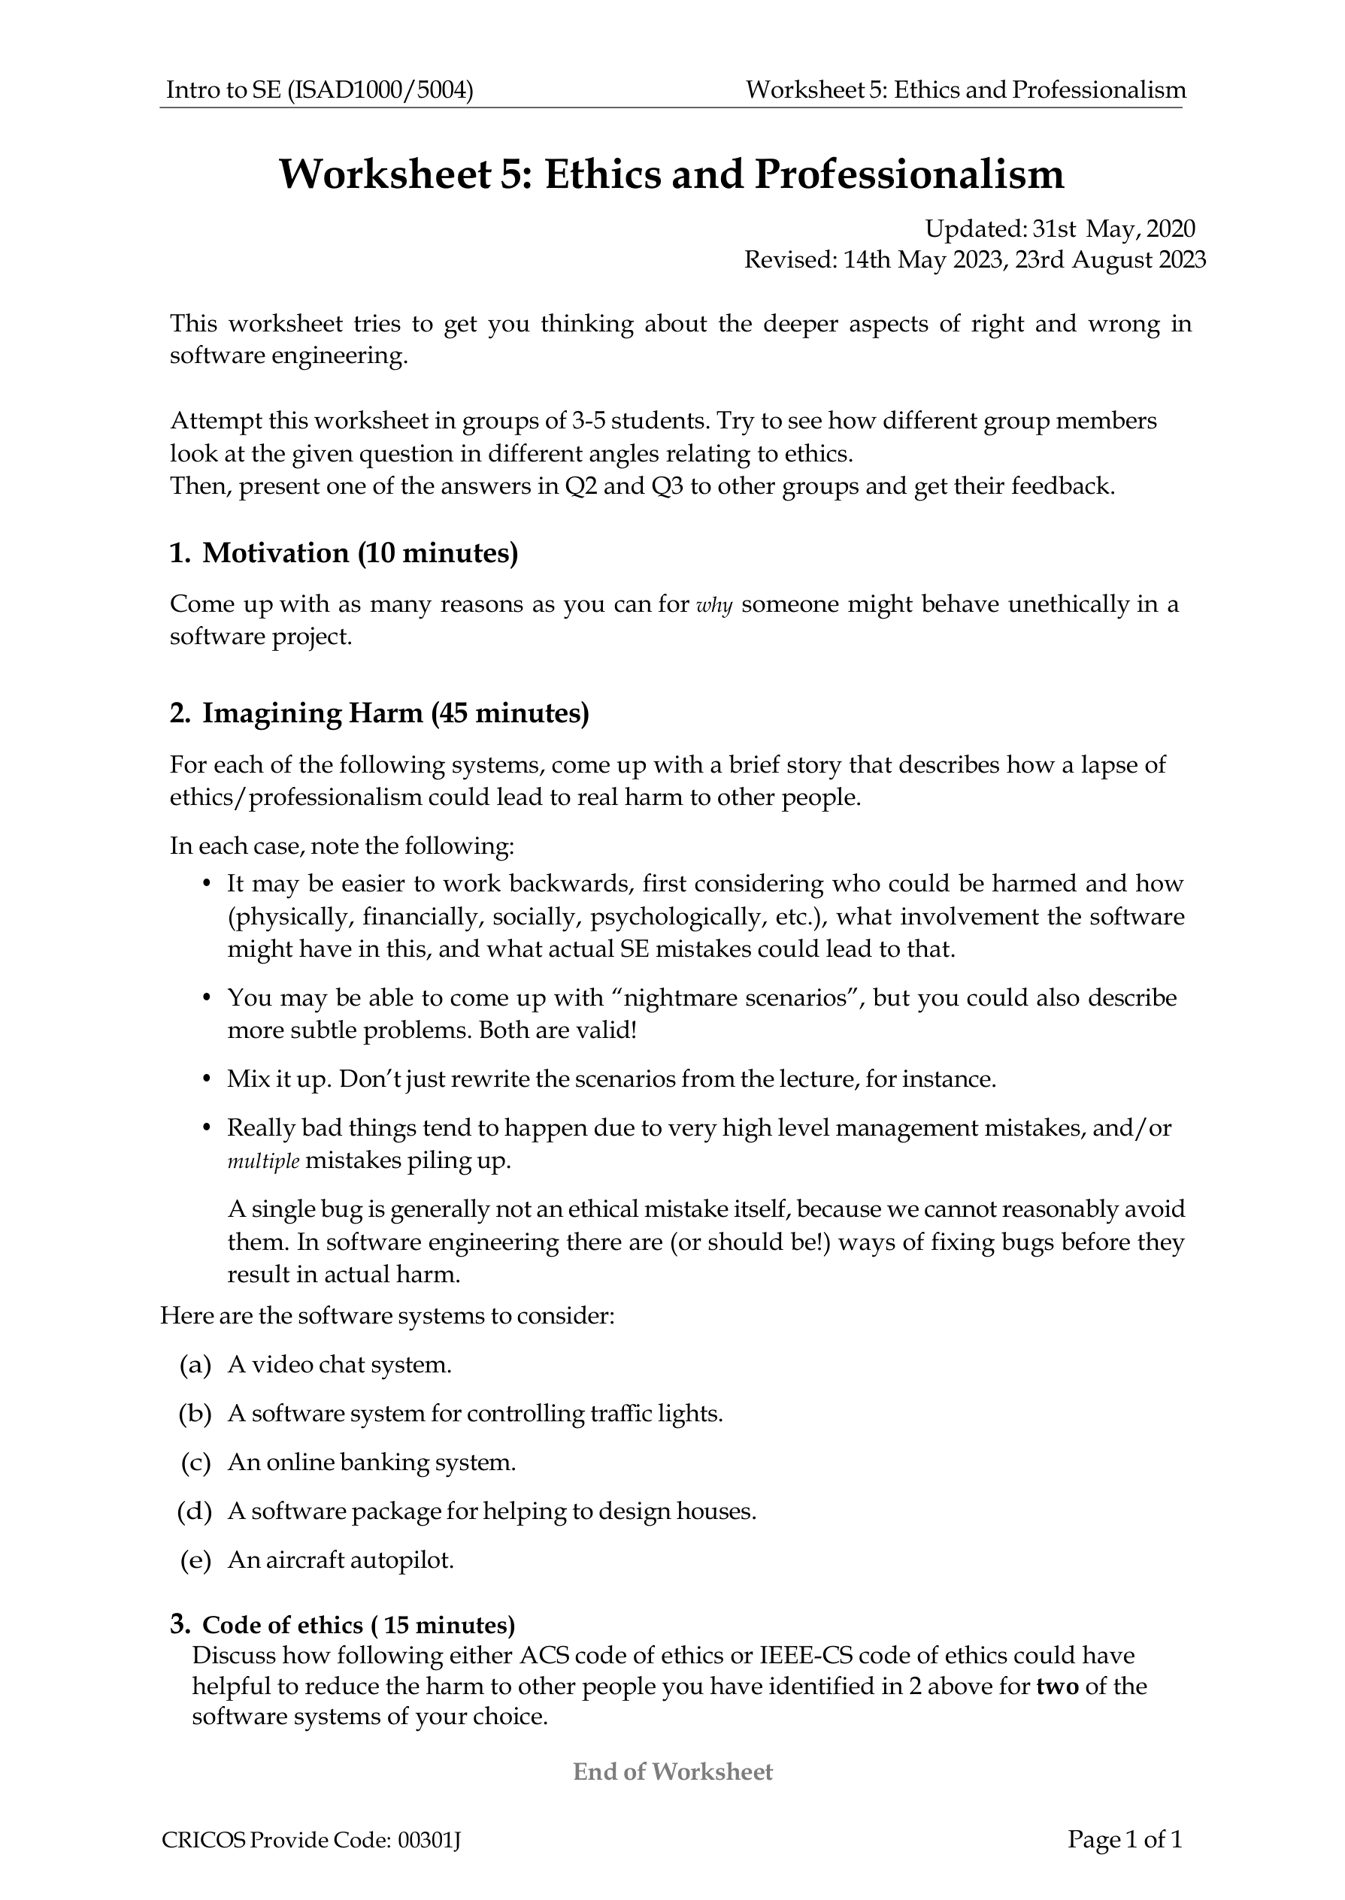 Intro to SE (ISAD1000/5004) Worksheet 5: Ethics and Professionalism
Worksheet 5: Ethics and Professionalism
Updated: 31st May, 2020
Revised: 14th May 2023, 23rd August 2023
This worksheet tries to get you thinking about the deeper aspects of right and wrong in
software engineering.
Attempt this worksheet in groups of 3-5 students. Try to see how different group members
look at the given question in different angles relating to ethics.
Then, present one of the answers in Q2 and Q3 to other groups and get their feedback.
1. Motivation (10 minutes)
Come up with as many reasons as you can for why someone might behave unethically in a
software project.
2. Imagining Harm (45 minutes)
For each of the following systems, come up with a brief story that describes how a lapse of
ethics/professionalism could lead to real harm to other people.
In each case, note the following:
• It may be easier to work backwards, first considering who could be harmed and how
(physically, financially, socially, psychologically, etc.), what involvement the software
might have in this, and what actual SE mistakes could lead to that.
• You may be able to come up with “nightmare scenarios”, but you could also describe
more subtle problems. Both are valid!
• Mix it up. Don’t just rewrite the scenarios from the lecture, for instance.
• Really bad things tend to happen due to very high level management mistakes, and/or
multiple mistakes piling up.
A single bug is generally not an ethical mistake itself, because we cannot reasonably avoid
them. In software engineering there are (or should be!) ways of fixing bugs before they
result in actual harm.
Here are the software systems to consider:
(a) A video chat system.
(b) A software system for controlling traffic lights.
(c) An online banking system.
(d) A software package for helping to design houses.
(e) An aircraft autopilot.
3. Code of ethics ( 15 minutes)
Discuss how following either ACS code of ethics or IEEE-CS code of ethics could have
helpful to reduce the harm to other people you have identified in 2 above for two of the
software systems of your choice.
End of Worksheet
CRICOS Provide Code: 00301J Page 1 of 1